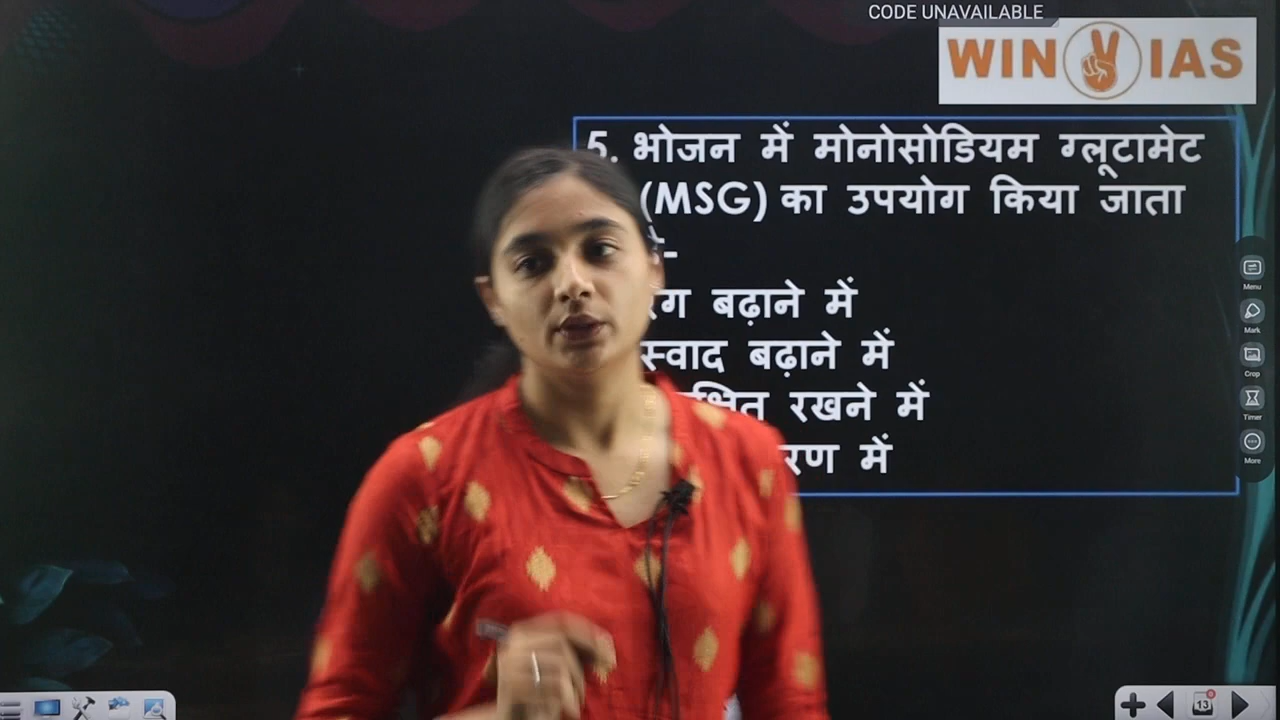 CODE UNAVAILABLE
WIN IAS
5. भोजन में मोनोसोडियम ग्लूटामेट
(MSG) का उपयोग किया जाता
-
बढ़ाने में
स्वाद बढ़ाने में
रखने में
में
Menu
Mark
Crop
Timer
More
13